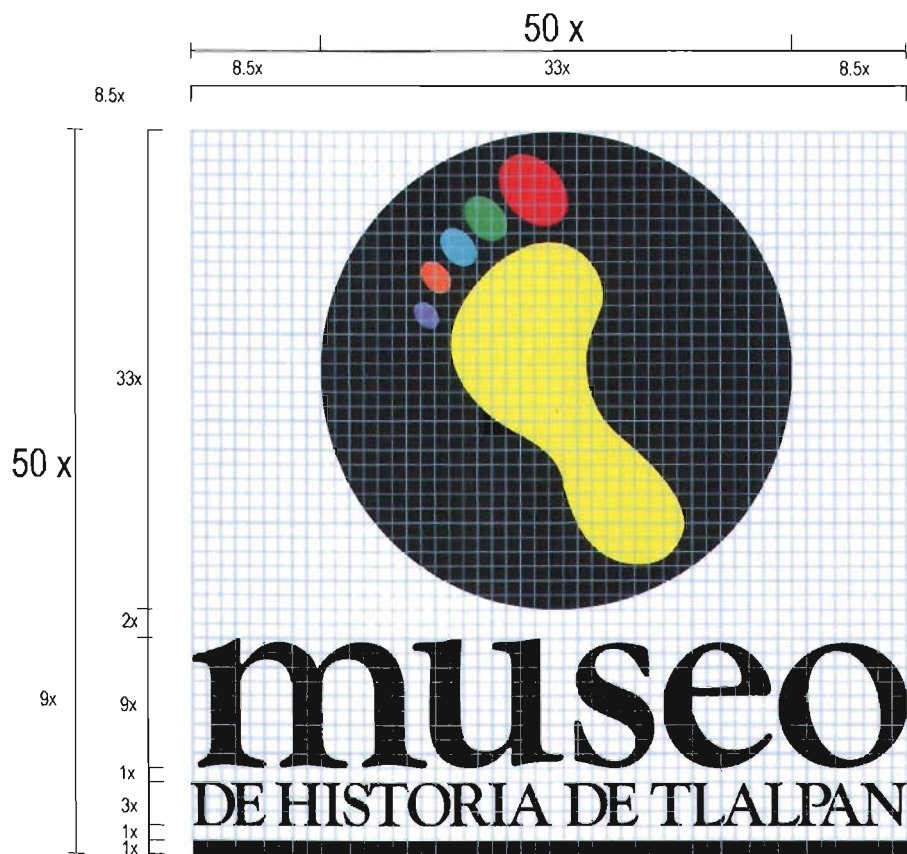 50 x
8.5x 33x 8.5x
8.5x
33x
50 x
2x
9x 9x
museo
1x
3x DE HISTORIA DE TLALPAN
1x
1x